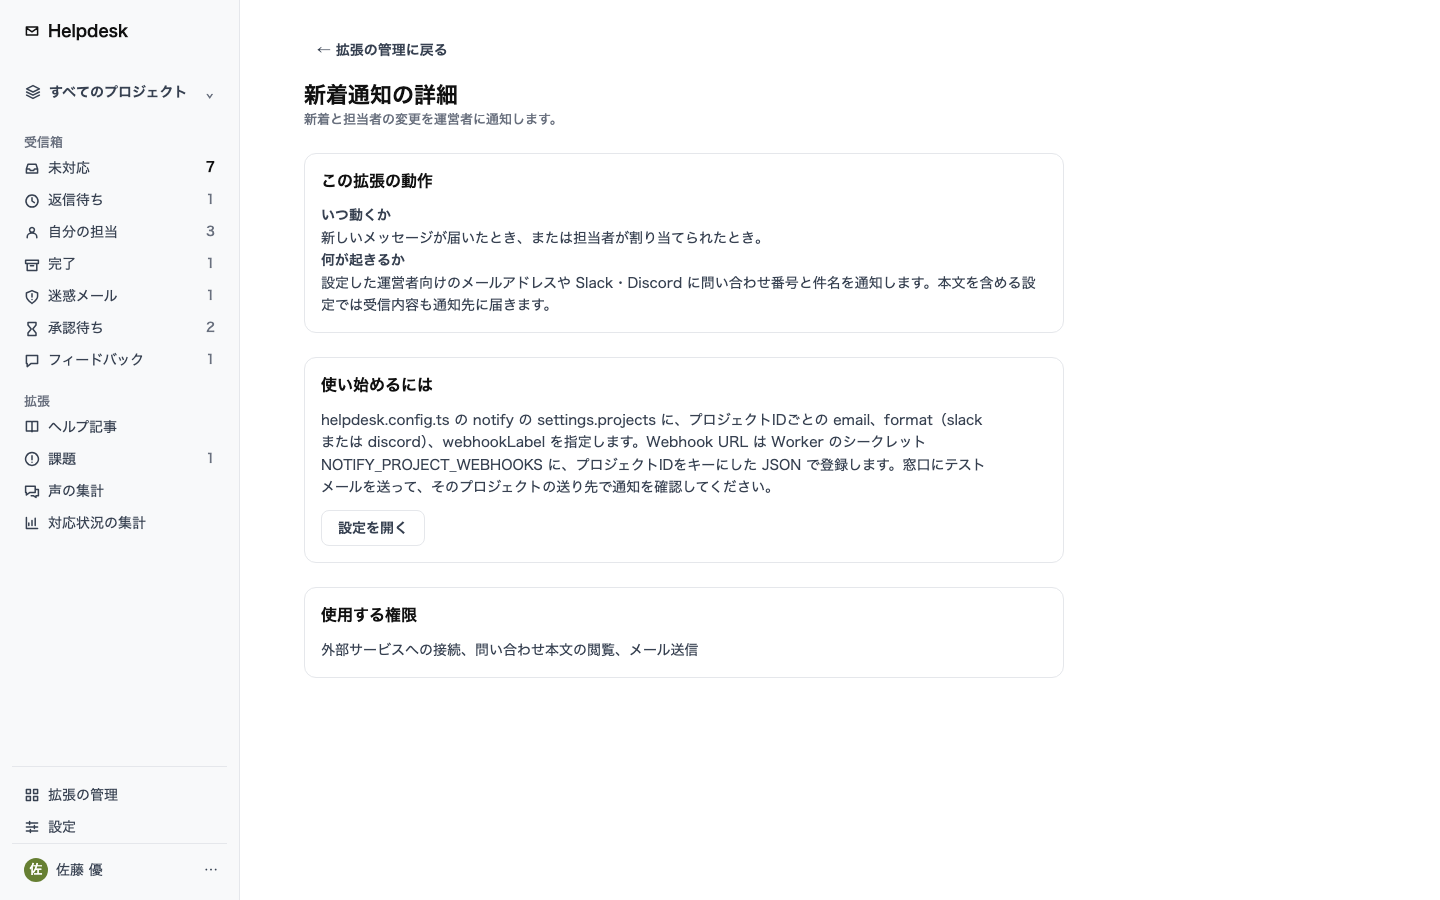 Helpdesk
すべてのプロジェクト
受信箱
未対応 7
返信待ち 1
自分の担当 3
完了 1
迷惑メール 1
承認待ち 2
フィードバック 1
拡張
ヘルプ記事
課題 1
声の集計
対応状況の集計
拡張の管理
設定
佐 佐藤 優 …
← 拡張の管理に戻る
新着通知の詳細
新着と担当者の変更を運営者に通知します。
この拡張の動作
いつ動くか
新しいメッセージが届いたとき、または担当者が割り当てられたとき。
何が起きるか
設定した運営者向けのメールアドレスや Slack・Discord に問い合わせ番号と件名を通知します。本文を含める設
定では受信内容も通知先に届きます。
使い始めるには
helpdesk.config.ts の notify の settings.projects に、プロジェクトIDごとの email、format（slack
または discord）、webhookLabel を指定します。Webhook URL は Worker のシークレット
NOTIFY_PROJECT_WEBHOOKS に、プロジェクトIDをキーにした JSON で登録します。窓口にテスト
メールを送って、そのプロジェクトの送り先で通知を確認してください。
設定を開く
使用する権限
外部サービスへの接続、問い合わせ本文の閲覧、メール送信